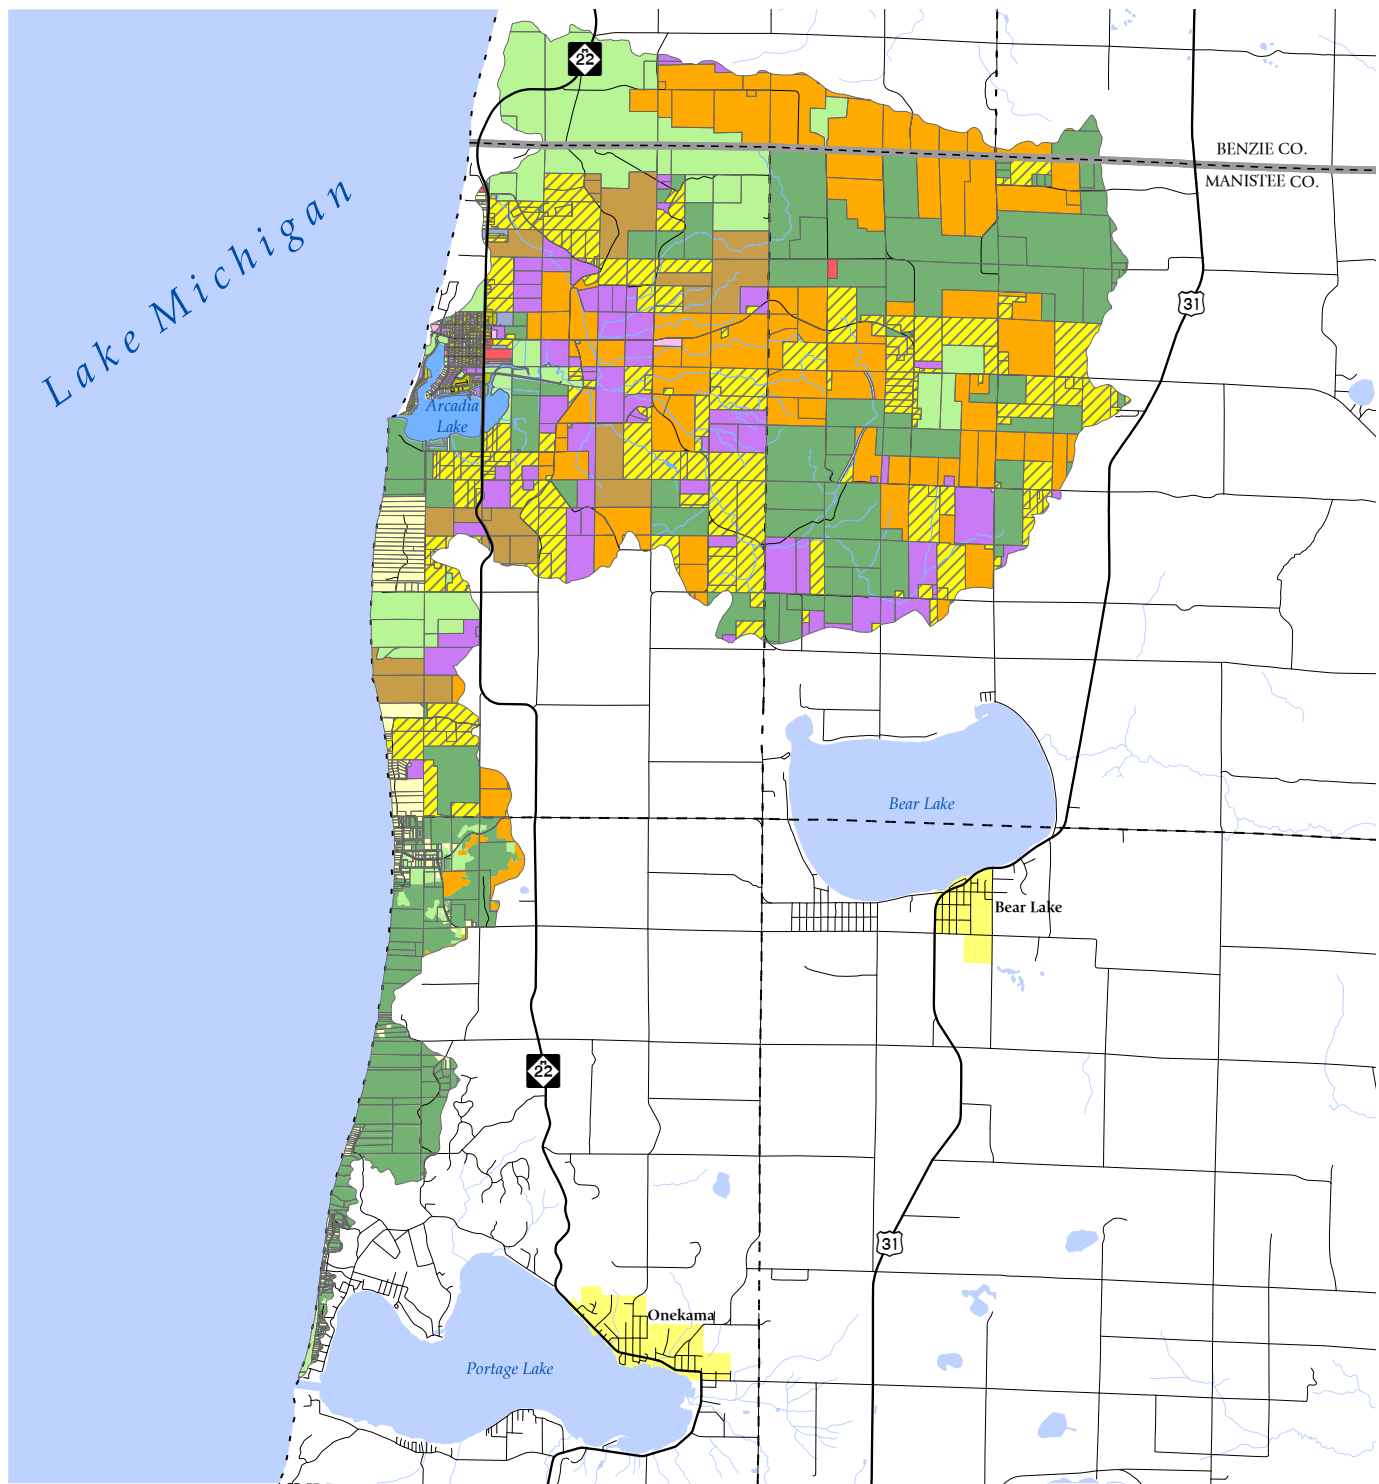 M
22
BENZIE CO.
MANISTEE CO.
Lake Michigan
31
Arcadia
Lake
Bear Lake
Bear Lake
M
22
31
Onekama
Portage Lake